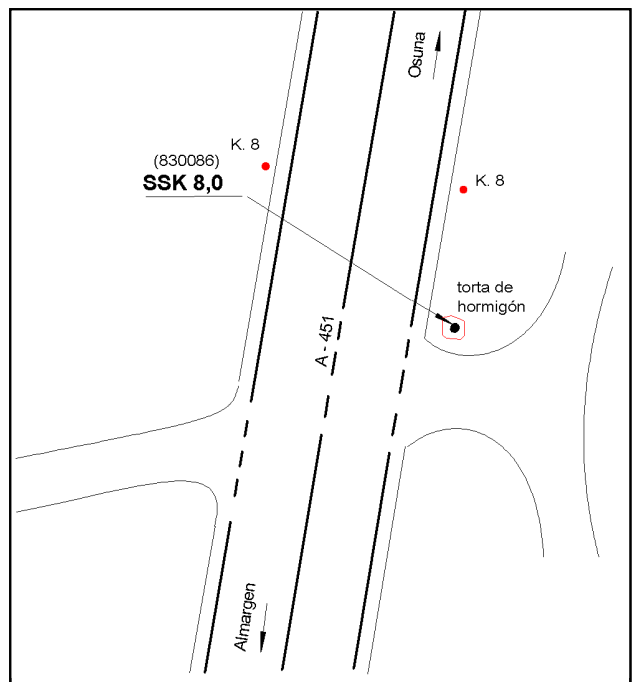 Osuna
K. 8
(830086)
SSK 8,0
K. 8
torta de
hormigón
A - 451
Almargen